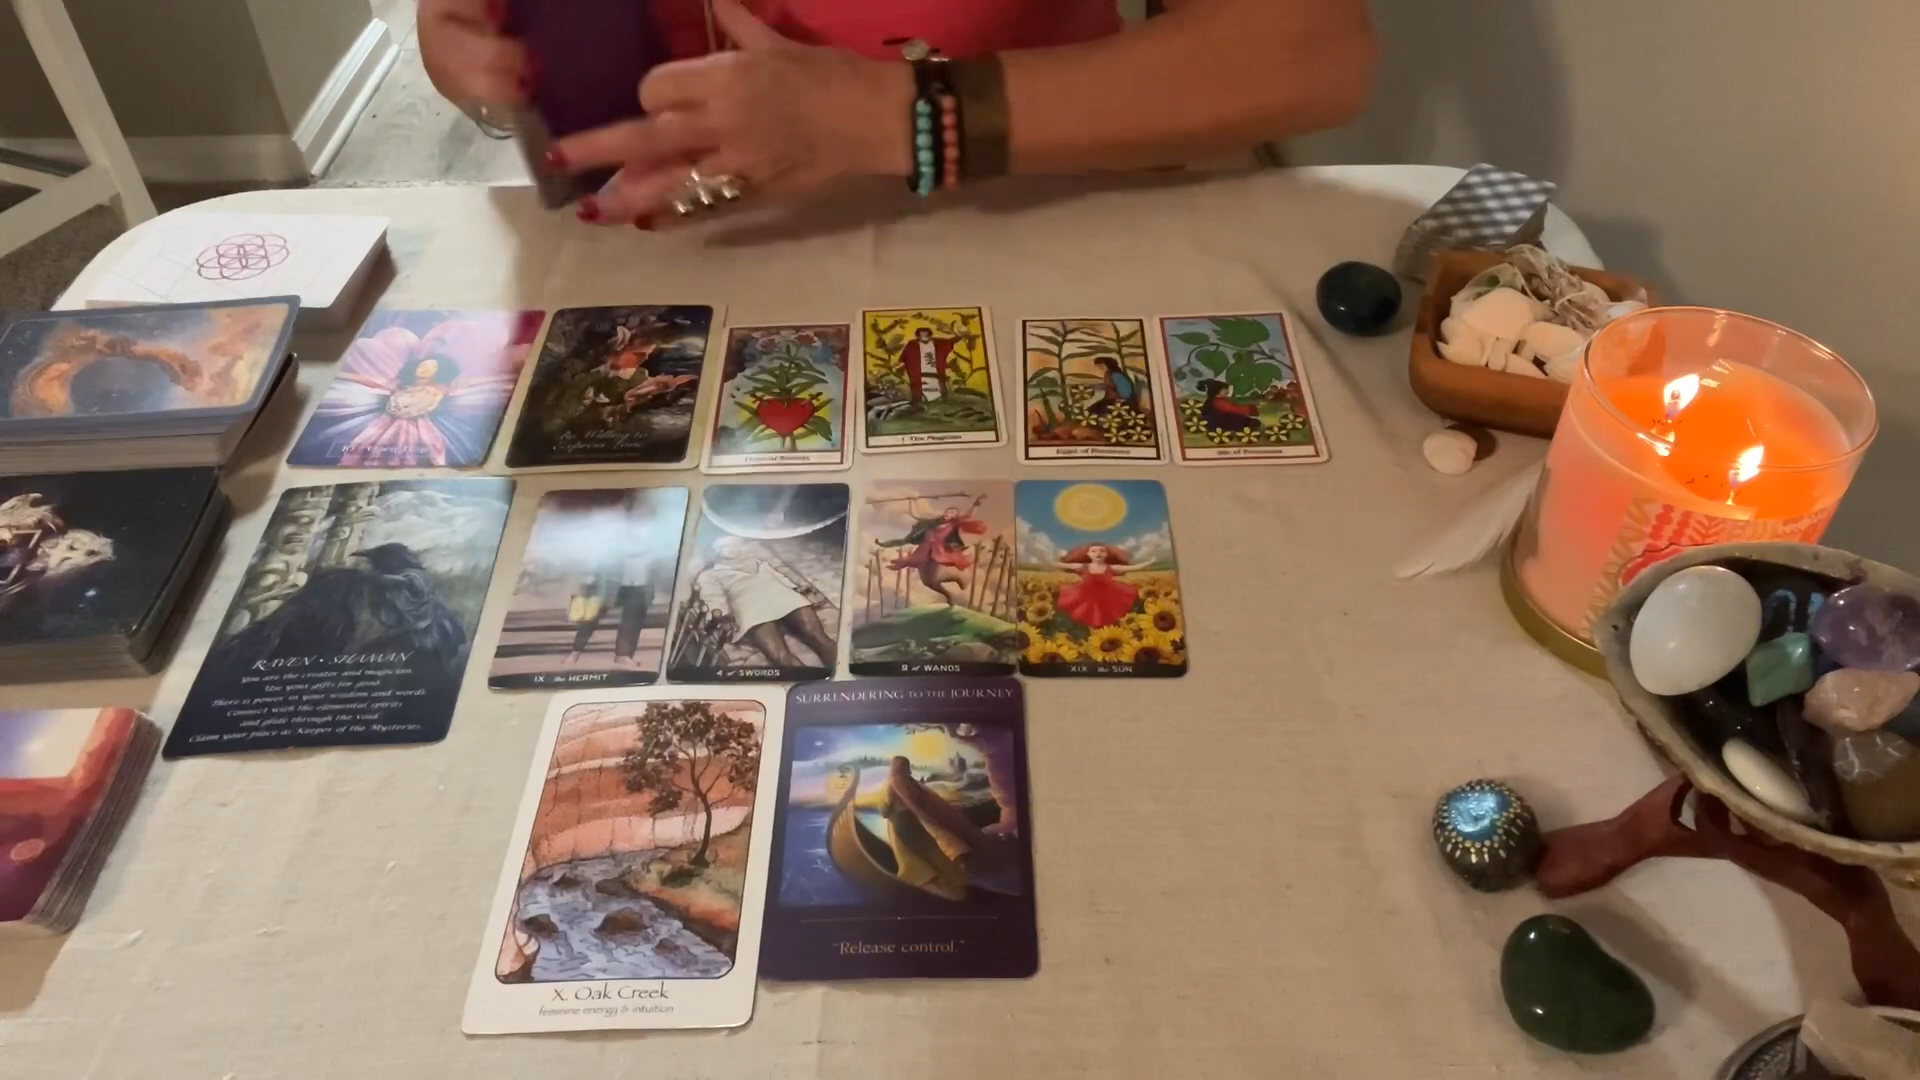 Be Willing to
Express Love
I The Magician
of Pentacles
of Pentacles
RAVEN • SHAMAN
You are the creator and magician.
Use your gifts for good.
There is power in your wisdom and words.
Connect with the elemental spirits
and glide through the void.
Claim your place as Keeper of the Mysteries.
IX the HERMIT
4 of SWORDS
9 of WANDS
XIX the SUN
X. Oak Creek
feminine energy & intuition
SURRENDERING TO THE JOURNEY
"Release control."